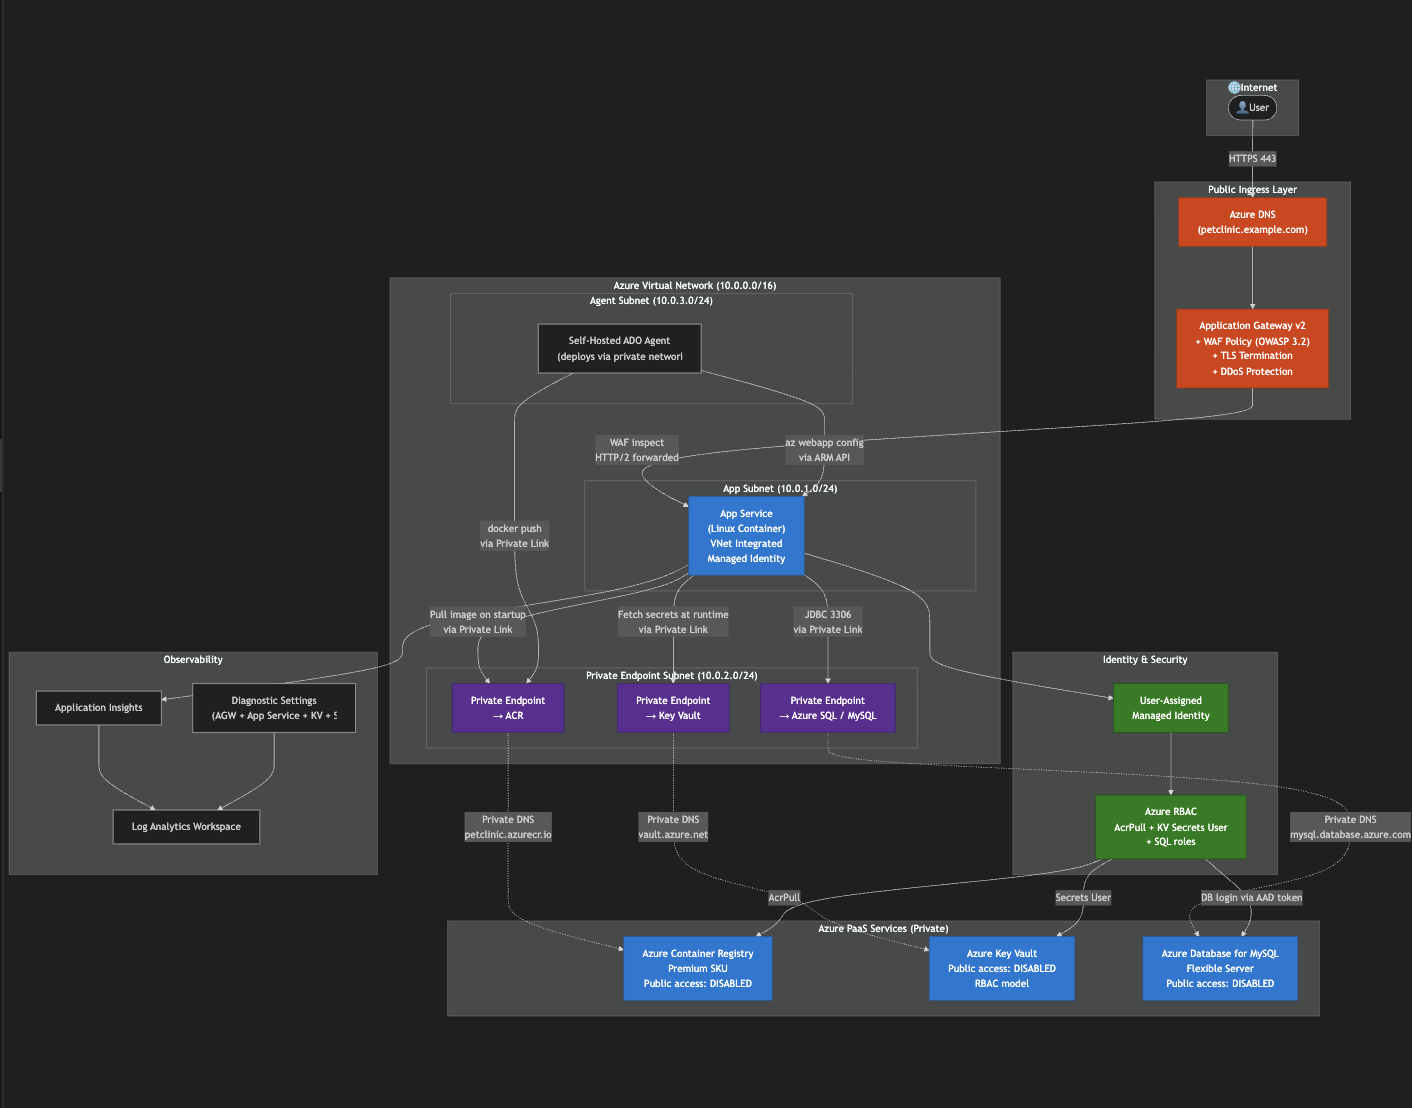 🌐Internet
👤User
HTTPS 443
Public Ingress Layer
Azure DNS
(petclinic.example.com)
Application Gateway v2
+ WAF Policy (OWASP 3.2)
+ TLS Termination
+ DDoS Protection
Azure Virtual Network (10.0.0.0/16)
Agent Subnet (10.0.3.0/24)
Self-Hosted ADO Agent
(deploys via private networ
WAF inspect
HTTP/2 forwarded
az webapp config
via ARM API
App Subnet (10.0.1.0/24)
App Service
(Linux Container)
VNet Integrated
Managed Identity
docker push
via Private Link
Pull image on startup
via Private Link
Fetch secrets at runtime
via Private Link
JDBC 3306
via Private Link
Private Endpoint Subnet (10.0.2.0/24)
Private Endpoint
→ ACR
Private Endpoint
→ Key Vault
Private Endpoint
→ Azure SQL / MySQL
Observability
Application Insights
Diagnostic Settings
(AGW + App Service + KV + S
Log Analytics Workspace
Identity & Security
User-Assigned
Managed Identity
Azure RBAC
AcrPull + KV Secrets User
+ SQL roles
Private DNS
petclinic.azurecr.io
Private DNS
vault.azure.net
Private DNS
mysql.database.azure.com
AcrPull
Secrets User
DB login via AAD token
Azure PaaS Services (Private)
Azure Container Registry
Premium SKU
Public access: DISABLED
Azure Key Vault
Public access: DISABLED
RBAC model
Azure Database for MySQL
Flexible Server
Public access: DISABLED